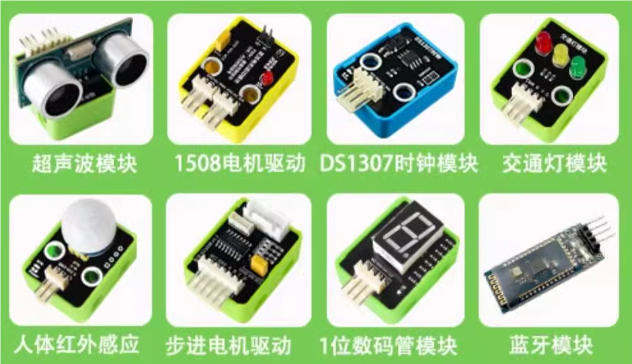 超声波模块
1508电机驱动
DS1307时钟模块
交通灯模块
人体红外感应
步进电机驱动
1位数码管模块
蓝牙模块